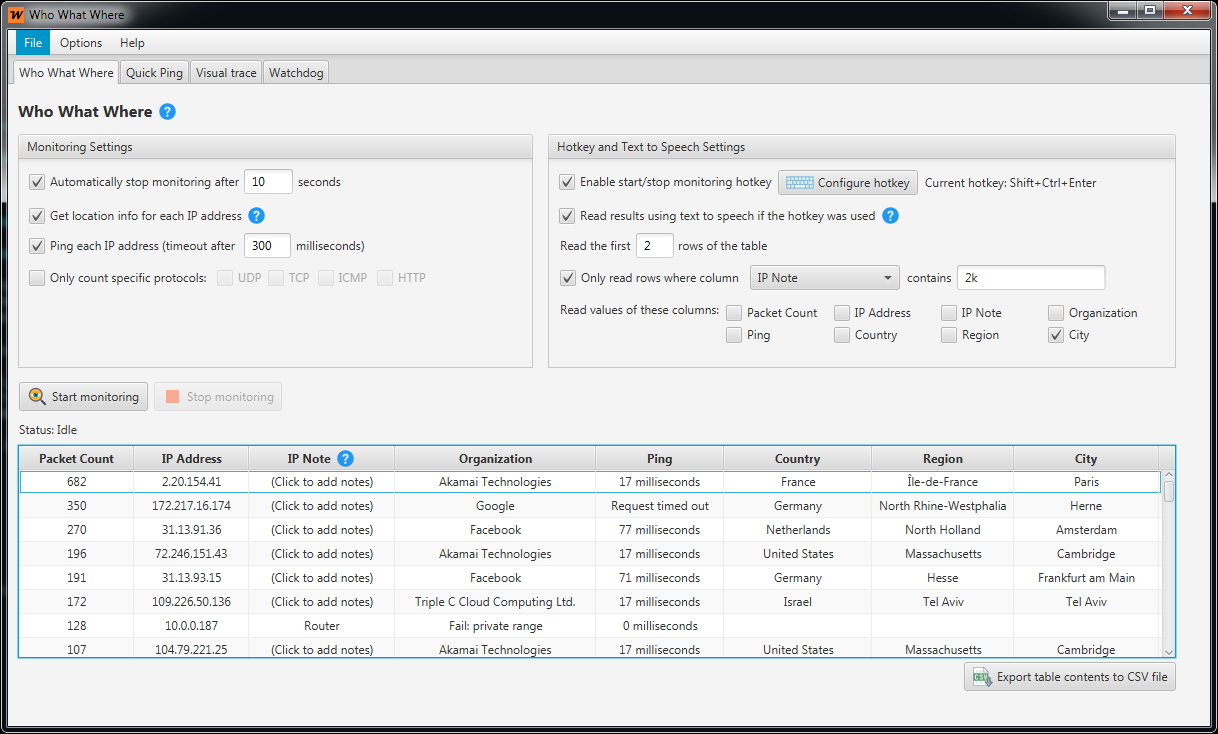 Who What Where
File Options Help
Who What Where Quick Ping Visual trace Watchdog
Who What Where ?
Monitoring Settings
Automatically stop monitoring after 10 seconds
Get location info for each IP address ?
Ping each IP address (timeout after 300 milliseconds)
Only count specific protocols: UDP TCP ICMP HTTP
Hotkey and Text to Speech Settings
Enable start/stop monitoring hotkey Configure hotkey Current hotkey: Shift+Ctrl+Enter
Read results using text to speech if the hotkey was used ?
Read the first 2 rows of the table
Only read rows where column IP Note contains 2k
Read values of these columns: Packet Count IP Address IP Note Organization
Ping Country Region City
Start monitoring Stop monitoring
Status: Idle
Packet Count IP Address IP Note ? Organization Ping Country Region City
682 2.20.154.41 (Click to add notes) Akamai Technologies 17 milliseconds France Île-de-France Paris
350 172.217.16.174 (Click to add notes) Google Request timed out Germany North Rhine-Westphalia Herne
270 31.13.91.36 (Click to add notes) Facebook 77 milliseconds Netherlands North Holland Amsterdam
196 72.246.151.43 (Click to add notes) Akamai Technologies 17 milliseconds United States Massachusetts Cambridge
191 31.13.93.15 (Click to add notes) Facebook 71 milliseconds Germany Hesse Frankfurt am Main
172 109.226.50.136 (Click to add notes) Triple C Cloud Computing Ltd. 17 milliseconds Israel Tel Aviv Tel Aviv
128 10.0.0.187 Router Fail: private range 0 milliseconds
107 104.79.221.25 (Click to add notes) Akamai Technologies 17 milliseconds United States Massachusetts Cambridge
CSV Export table contents to CSV file